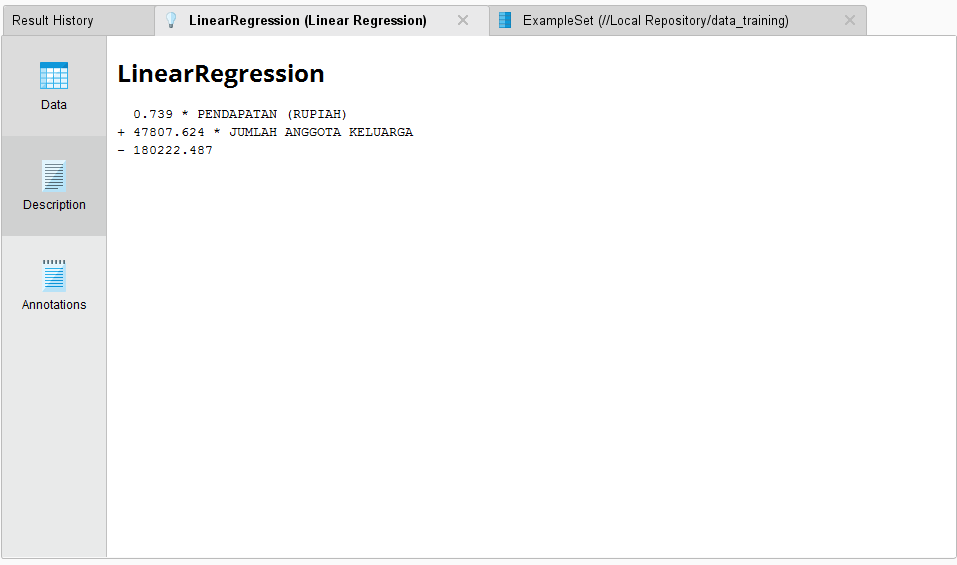 Result History
LinearRegression (Linear Regression)
ExampleSet (//Local Repository/data_training)
Data
Description
Annotations
LinearRegression
0.739 * PENDAPATAN (RUPIAH)
+ 47807.624 * JUMLAH ANGGOTA KELUARGA
- 180222.487